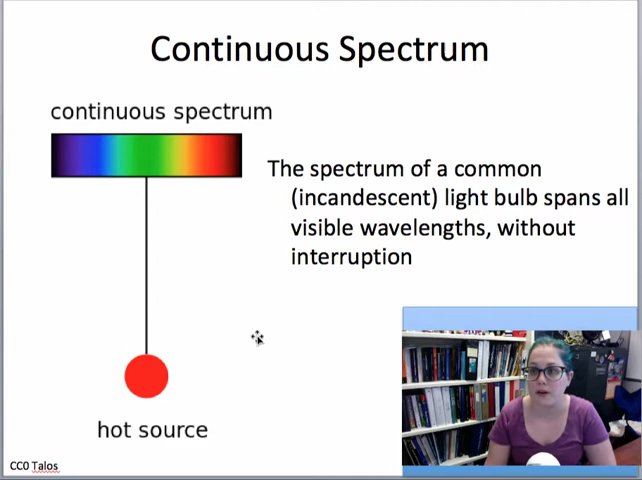 Continuous Spectrum
continuous spectrum
The spectrum of a common
(incandescent) light bulb spans all
visible wavelengths, without
interruption
hot source
CC0 Talos